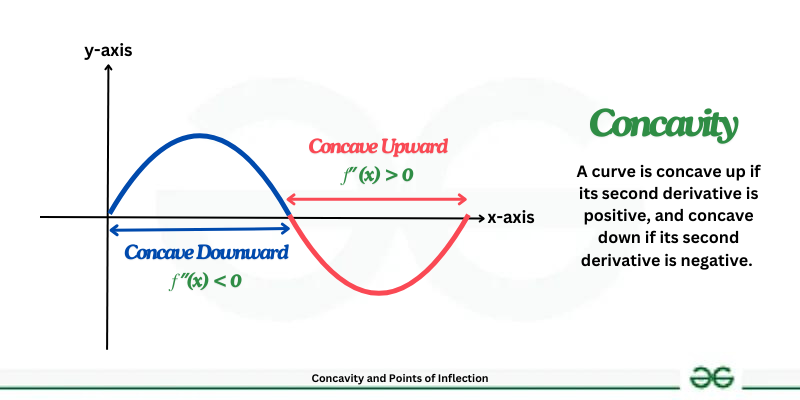 y-axis
Concave Upward
f″(x) > 0
x-axis
Concave Downward
f″(x) < 0
Concavity
A curve is concave up if
its second derivative is
positive, and concave
down if its second
derivative is negative.
Concavity and Points of Inflection